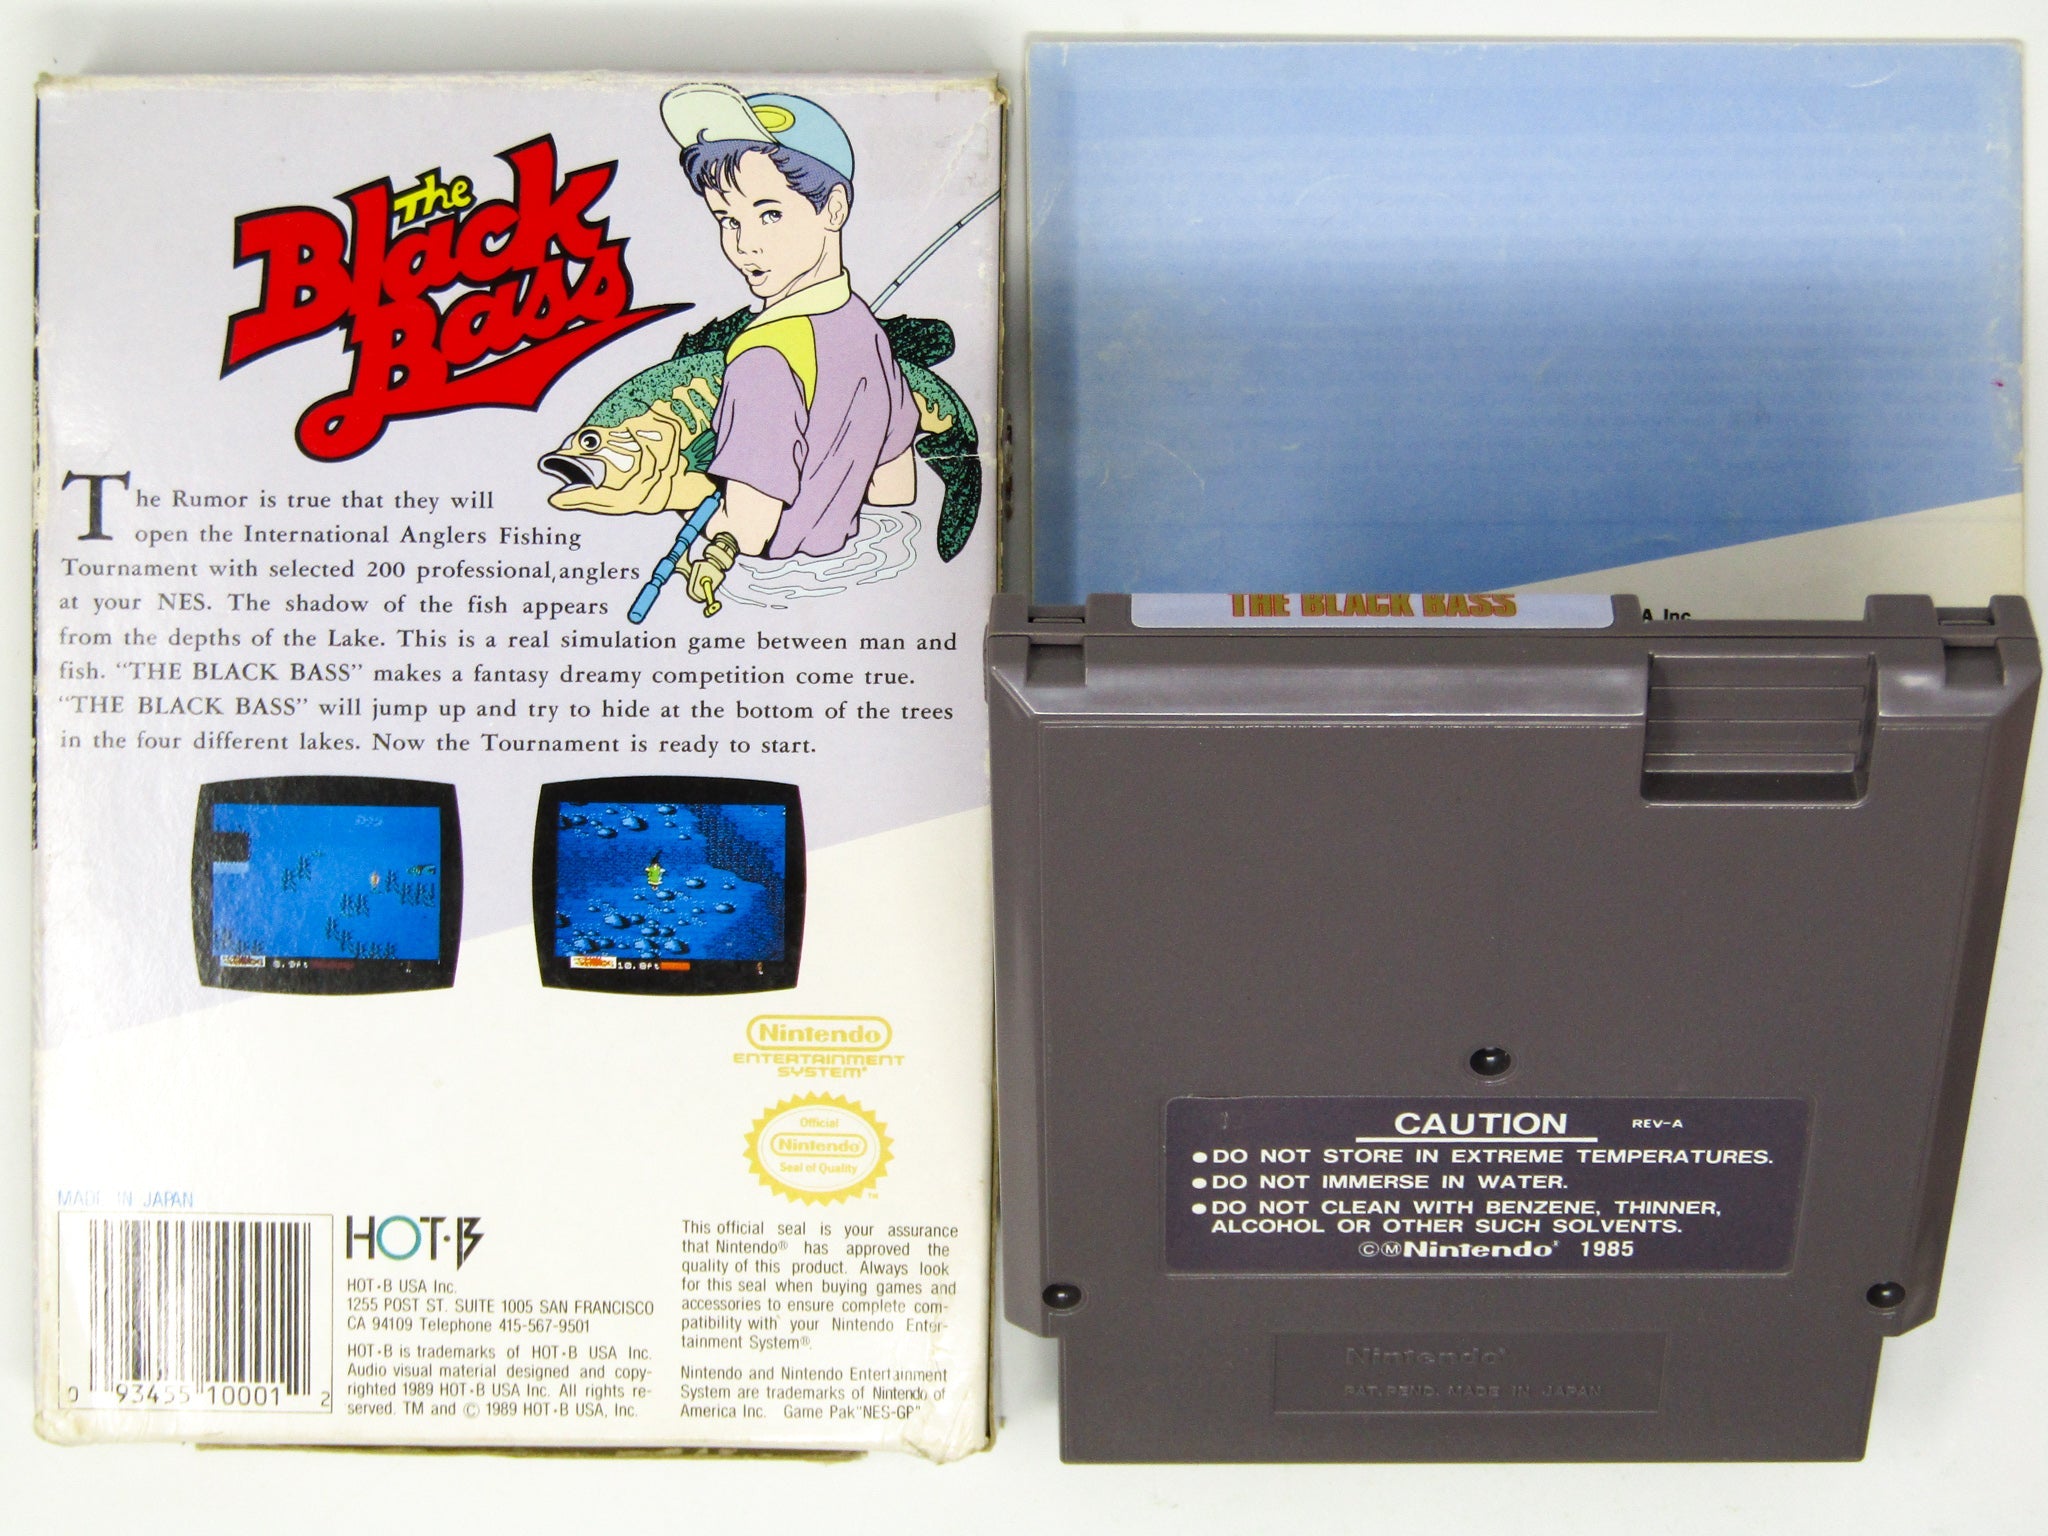 The
Black
Bass
The Rumor is true that they will
open the International Anglers Fishing
Tournament with selected 200 professional,anglers
at your NES. The shadow of the fish appears
from the depths of the Lake. This is a real simulation game between man and
fish. “THE BLACK BASS” makes a fantasy dreamy competition come true.
“THE BLACK BASS” will jump up and try to hide at the bottom of the trees
in the four different lakes. Now the Tournament is ready to start.
10.0ft
Nintendo
ENTERTAINMENT
SYSTEM®
Official
Nintendo®
Seal of Quality
TM
MADE IN JAPAN
0 93455 10001 2
HOT·B
HOT·B USA Inc.
1255 POST ST. SUITE 1005 SAN FRANCISCO
CA 94109 Telephone 415-567-9501
HOT·B is trademarks of HOT·B USA Inc.
Audio visual material designed and copy-
righted 1989 HOT·B USA Inc. All rights re-
served. TM and © 1989 HOT·B USA, Inc.
This official seal is your assurance
that Nintendo® has approved the
quality of this product. Always look
for this seal when buying games and
accessories to ensure complete com-
patibility with your Nintendo Enter-
tainment System®.
Nintendo and Nintendo Entertainment
System are trademarks of Nintendo of
America Inc. Game Pak"NES-GP"
A Inc.
THE BLACK BASS
CAUTION REV-A
●DO NOT STORE IN EXTREME TEMPERATURES.
●DO NOT IMMERSE IN WATER.
●DO NOT CLEAN WITH BENZENE, THINNER,
ALCOHOL OR OTHER SUCH SOLVENTS.
©ⓂNintendo® 1985
Nintendo®
PAT. PEND. MADE IN JAPAN